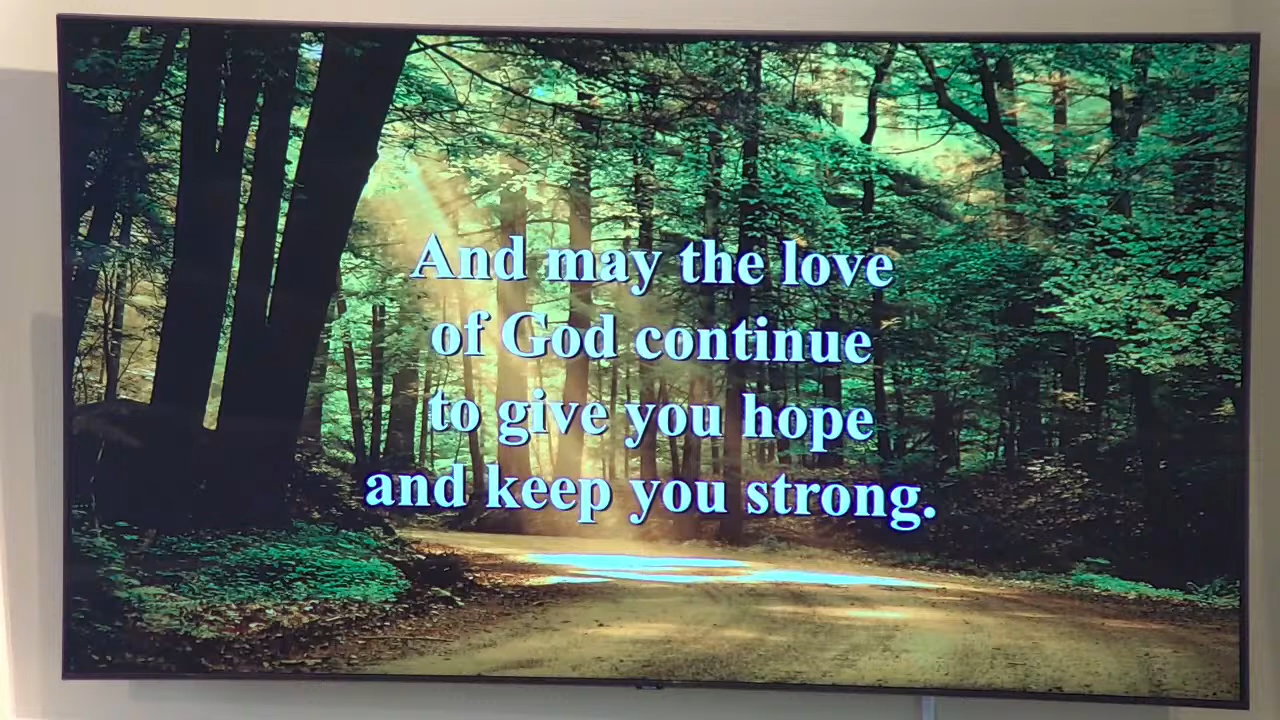 And may the love
of God continue
to give you hope
and keep you strong.